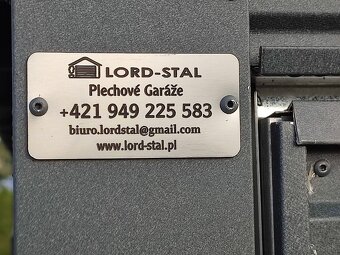 LORD-STAL
Plechové Garáže
+421 949 225 583
biuro.lordstal@gmail.com
www.lord-stal.pl